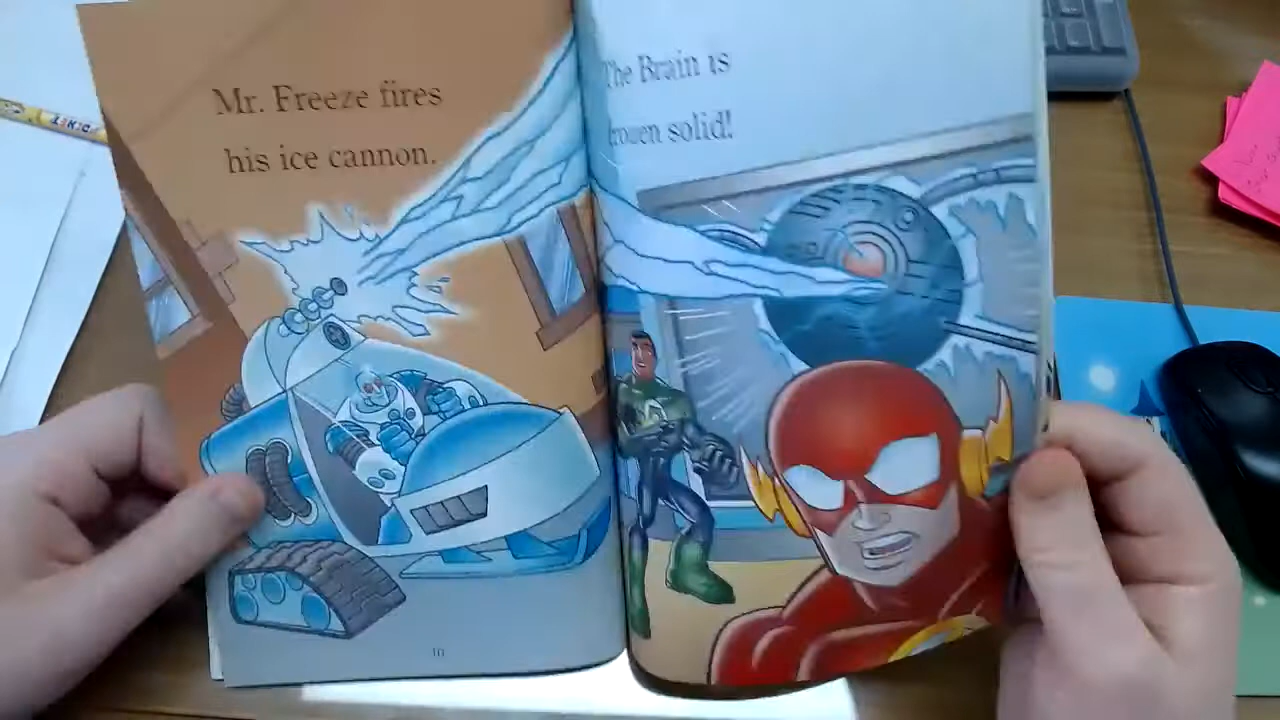 Mr. Freeze fires
his ice cannon.
The Brain is
frozen solid!
10